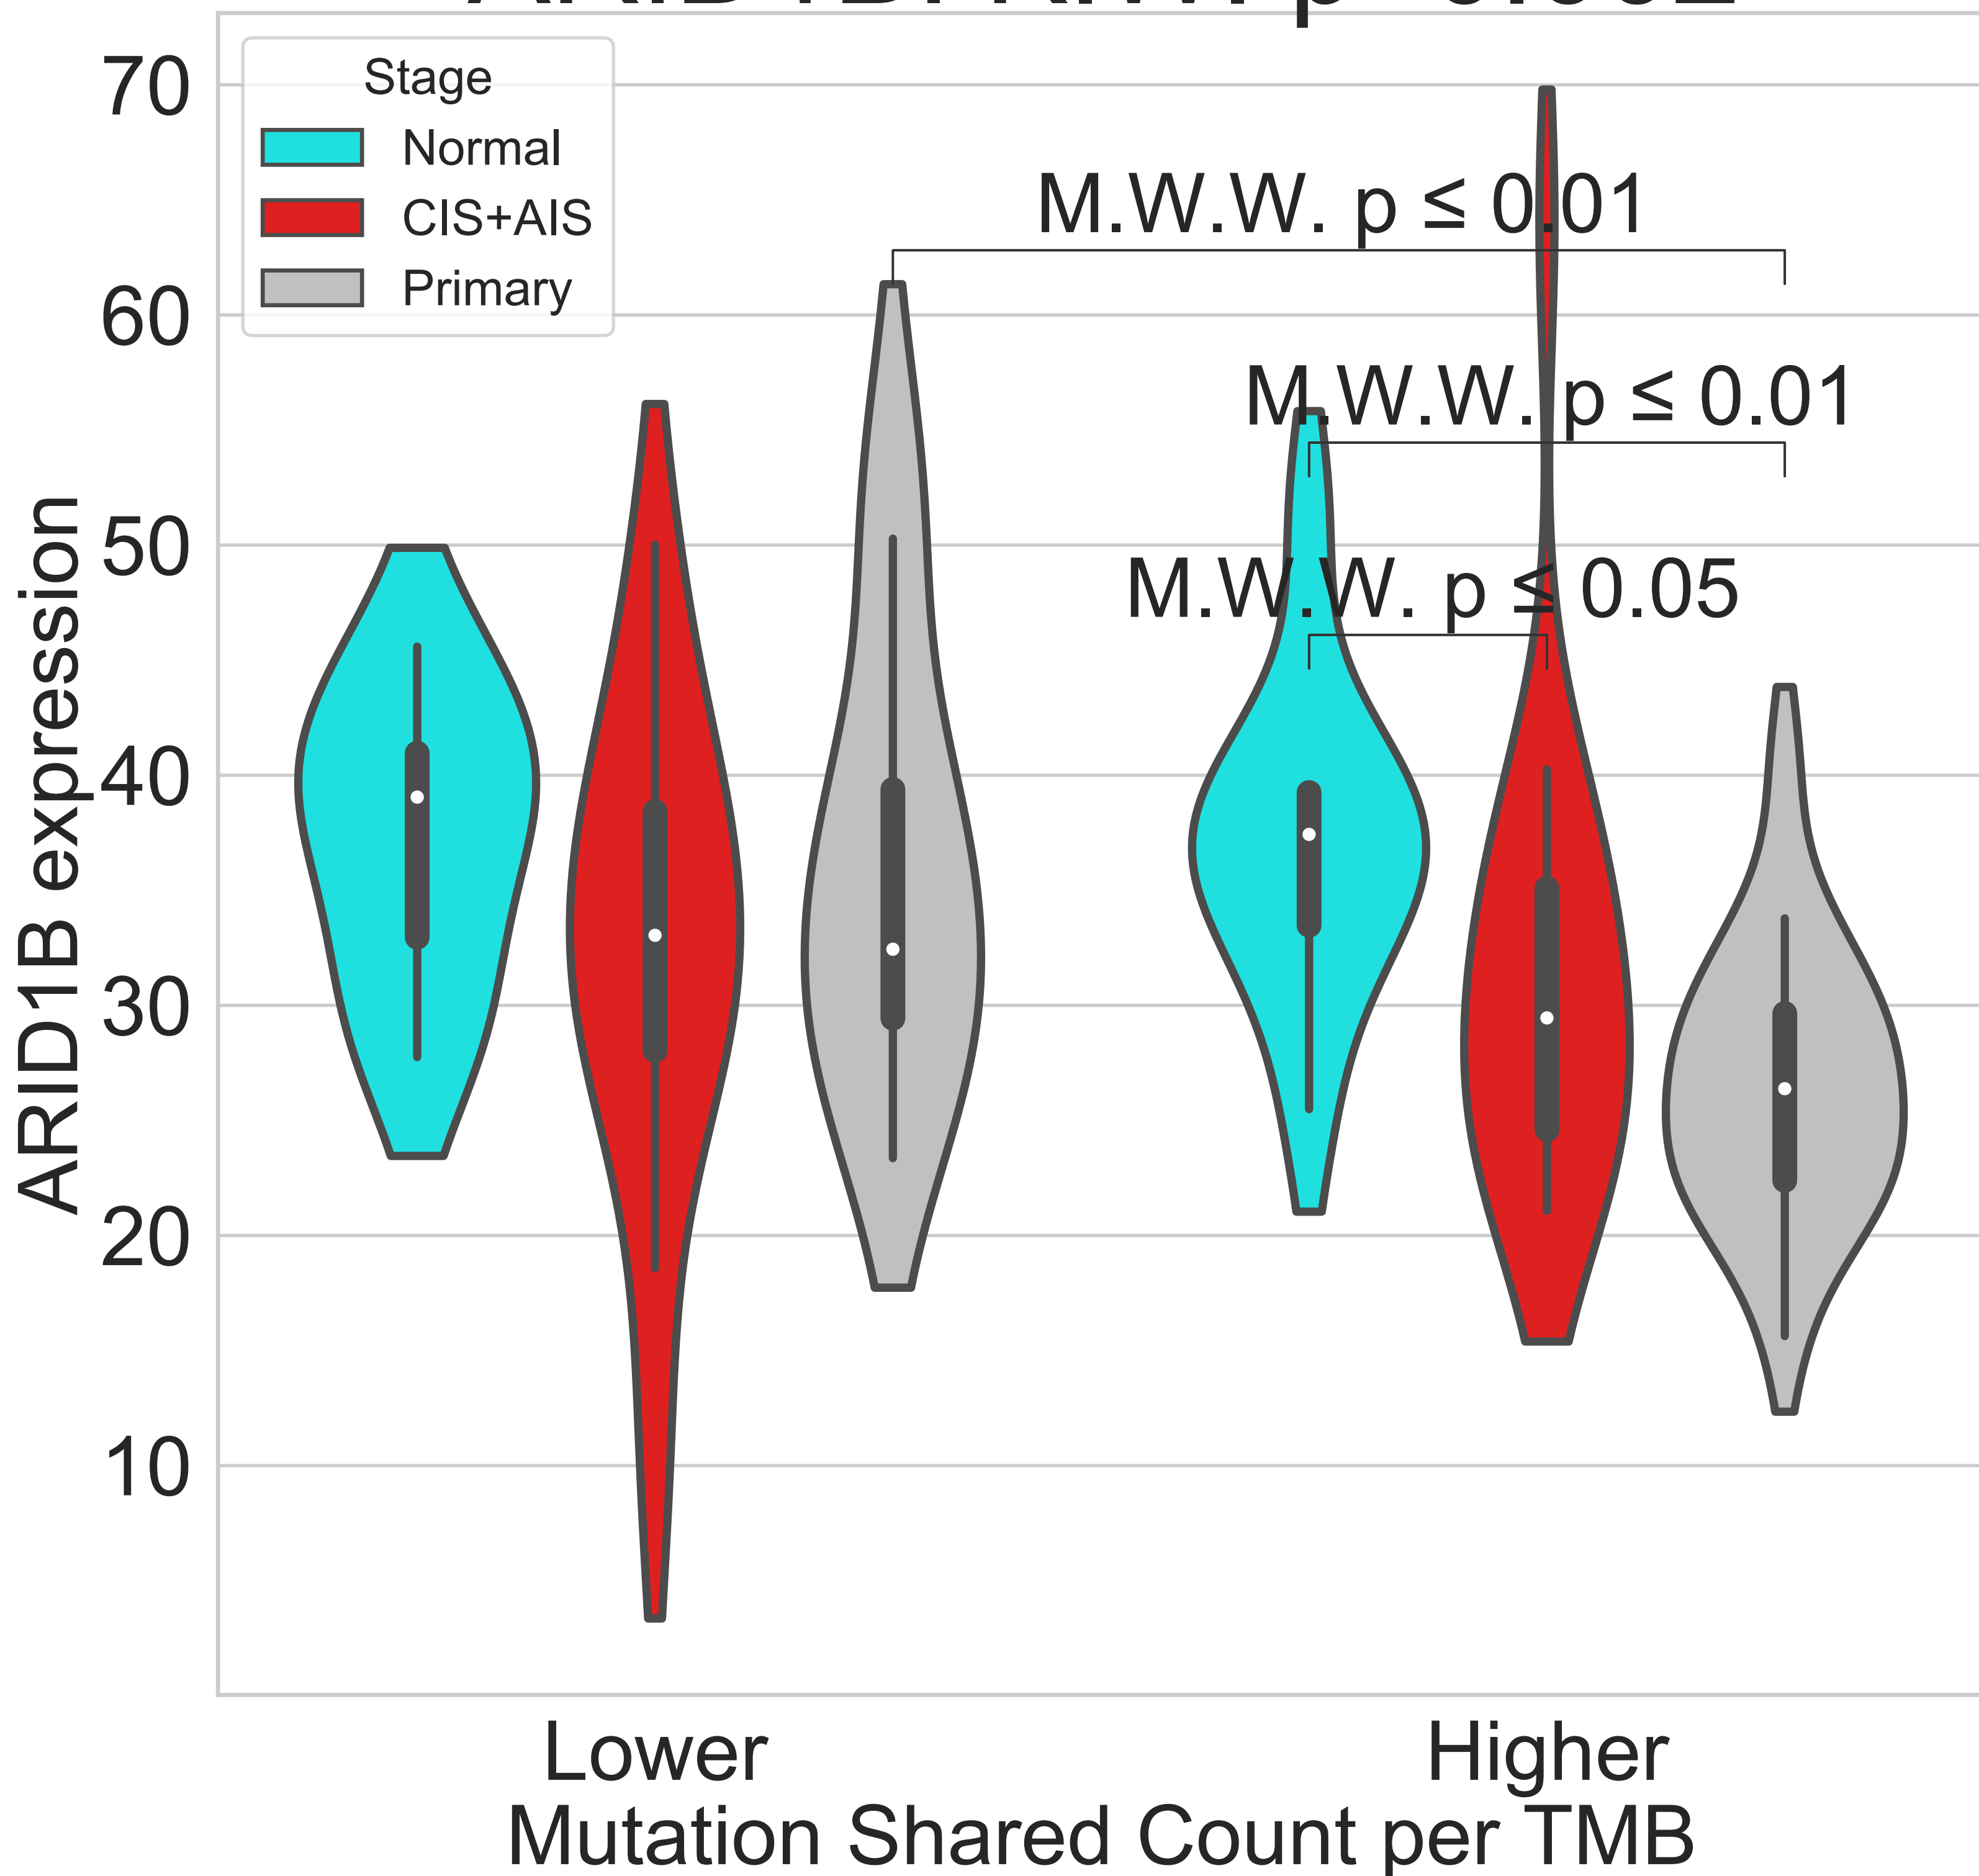 70
60
50
40
30
20
10
ARID1B expression
Stage
Normal
CIS+AIS
Primary
M.W.W. p ≤ 0.01
M.W.W. p ≤ 0.01
M.W.W. p ≤ 0.05
Lower
Higher
Mutation Shared Count per TMB